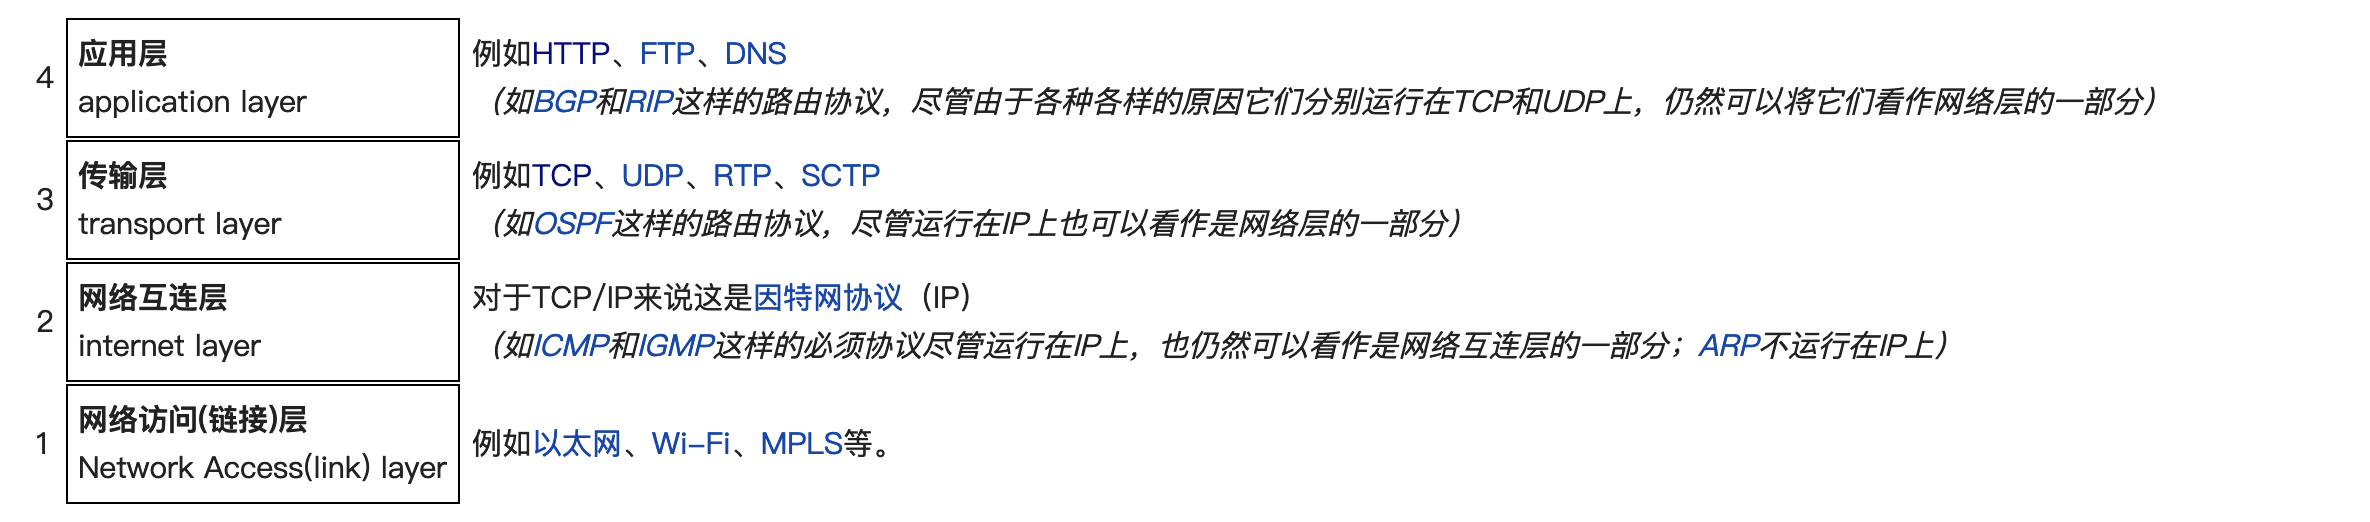 4
应用层
application layer
例如HTTP、FTP、DNS
（如BGP和RIP这样的路由协议，尽管由于各种各样的原因它们分别运行在TCP和UDP上，仍然可以将它们看作网络层的一部分）
3
传输层
transport layer
例如TCP、UDP、RTP、SCTP
（如OSPF这样的路由协议，尽管运行在IP上也可以看作是网络层的一部分）
2
网络互连层
internet layer
对于TCP/IP来说这是因特网协议（IP）
（如ICMP和IGMP这样的必须协议尽管运行在IP上，也仍然可以看作是网络互连层的一部分；ARP不运行在IP上）
1
网络访问(链接)层
Network Access(link) layer
例如以太网、Wi-Fi、MPLS等。